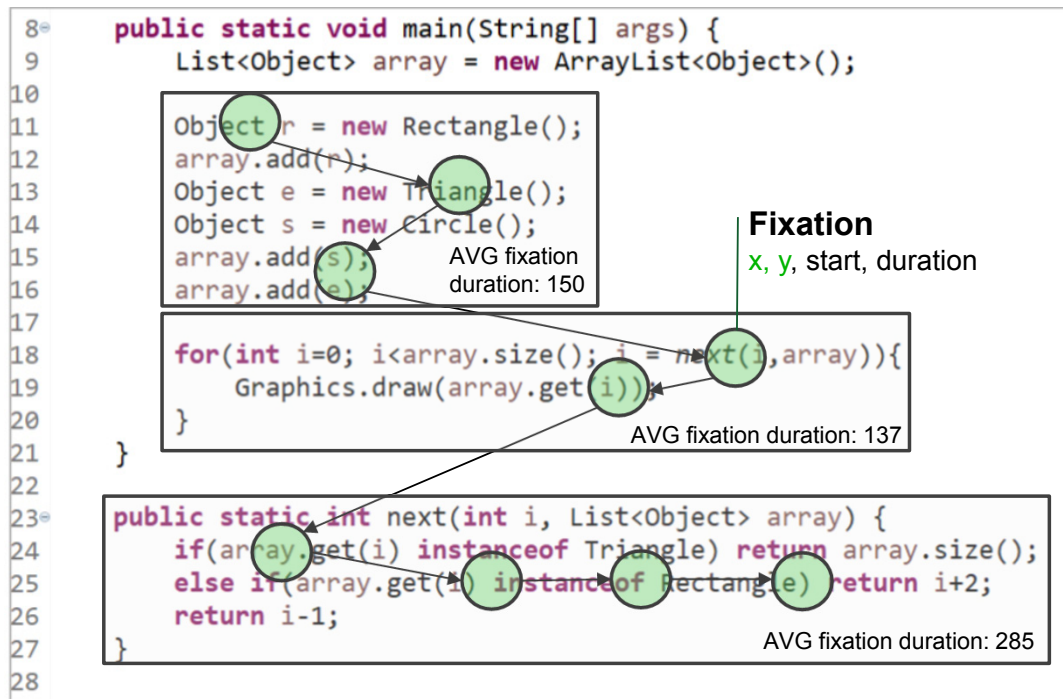 8 public static void main(String[] args) {
9 List<Object> array = new ArrayList<Object>();
10
11 Object r = new Rectangle();
12 array.add(r);
13 Object e = new Triangle();
14 Object s = new Circle();
15 array.add(s);
16 array.add(e);
AVG fixation
duration: 150
Fixation
x, y, start, duration
17
18 for(int i=0; i<array.size(); i = next(i,array)){
19 Graphics.draw(array.get(i));
20 }
AVG fixation duration: 137
21 }
22
23 public static int next(int i, List<Object> array) {
24 if(array.get(i) instanceof Triangle) return array.size();
25 else if(array.get(i) instanceof Rectangle) return i+2;
26 return i-1;
27 }
AVG fixation duration: 285
28